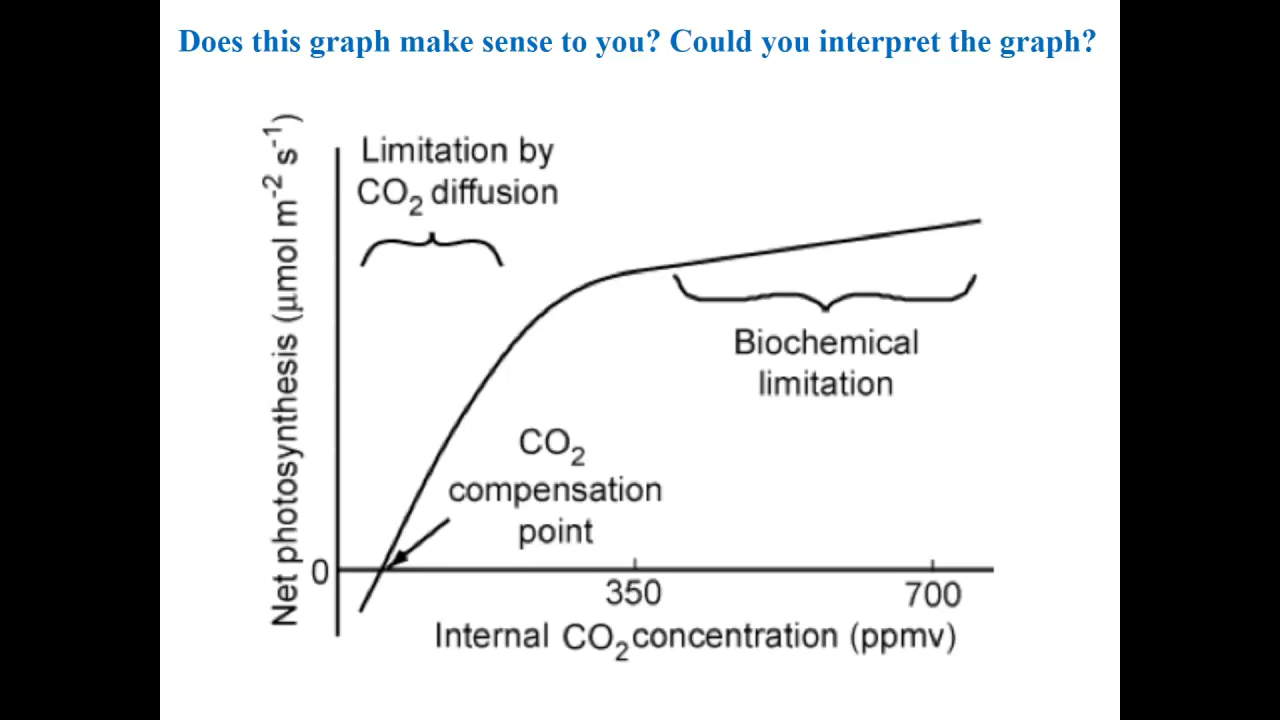 Does this graph make sense to you? Could you interpret the graph?
Net photosynthesis (μmol m⁻² s⁻¹)
Limitation by
CO₂ diffusion
Biochemical
limitation
CO₂
compensation
point
0
350
700
Internal CO₂ concentration (ppmv)